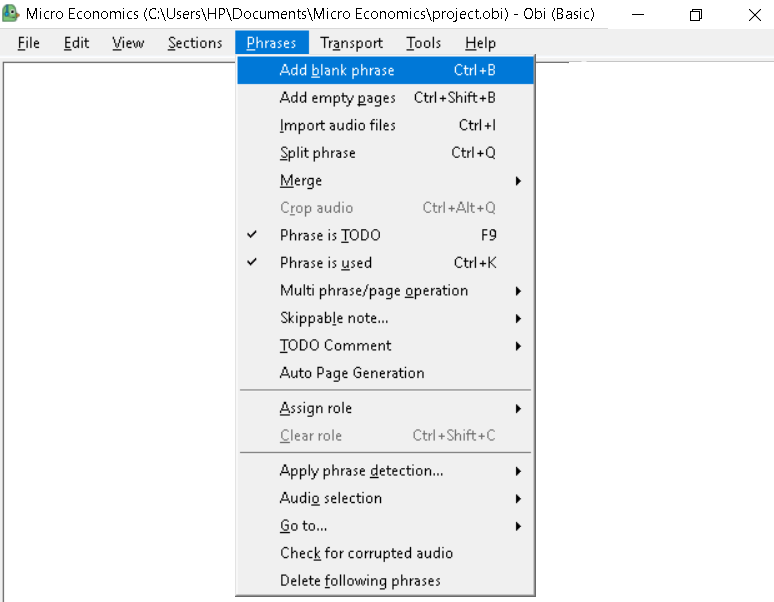 Micro Economics (C:\Users\HP\Documents\Micro Economics\project.obi) - Obi (Basic)
File Edit View Sections Phrases Transport Tools Help
Add blank phrase Ctrl+B
Add empty pages Ctrl+Shift+B
Import audio files Ctrl+I
Split phrase Ctrl+Q
Merge
Crop audio Ctrl+Alt+Q
Phrase is TODO F9
Phrase is used Ctrl+K
Multi phrase/page operation
Skippable note...
TODO Comment
Auto Page Generation
Assign role
Clear role Ctrl+Shift+C
Apply phrase detection...
Audio selection
Go to...
Check for corrupted audio
Delete following phrases